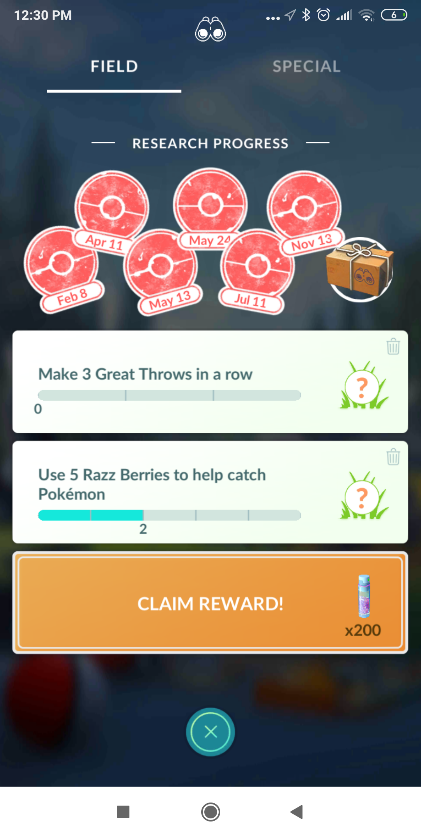 12:30 PM
6
FIELD SPECIAL
RESEARCH PROGRESS
Apr 11 May 24 Nov 13
Feb 8 May 13 Jul 11
Make 3 Great Throws in a row
?
0
Use 5 Razz Berries to help catch
Pokémon
?
2
CLAIM REWARD!
x200